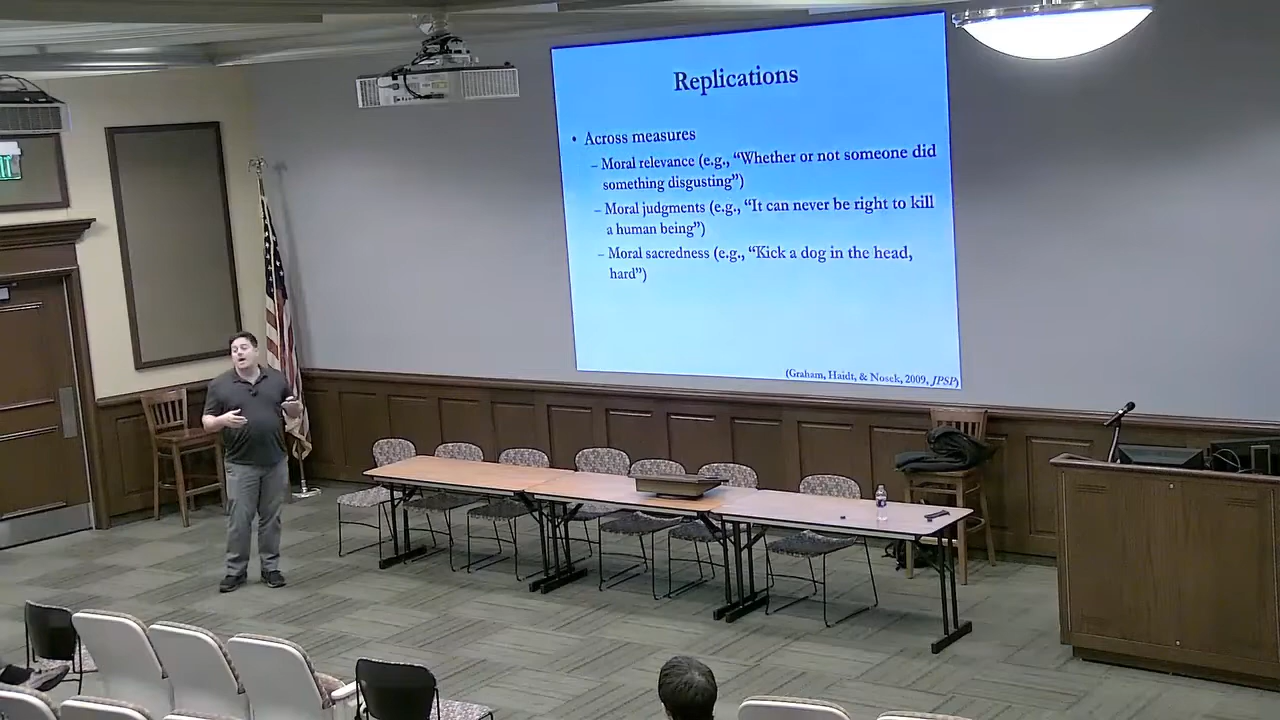 Replications
• Across measures
– Moral relevance (e.g., “Whether or not someone did
something disgusting”)
– Moral judgments (e.g., “It can never be right to kill
a human being”)
– Moral sacredness (e.g., “Kick a dog in the head,
hard”)
(Graham, Haidt, & Nosek, 2009, JPSP)